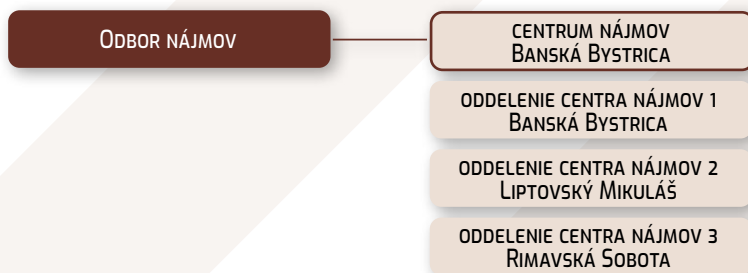 Odbor nájmov
centrum nájmov
Banská Bystrica
oddelenie centra nájmov 1
Banská Bystrica
oddelenie centra nájmov 2
Liptovský Mikuláš
oddelenie centra nájmov 3
Rimavská Sobota